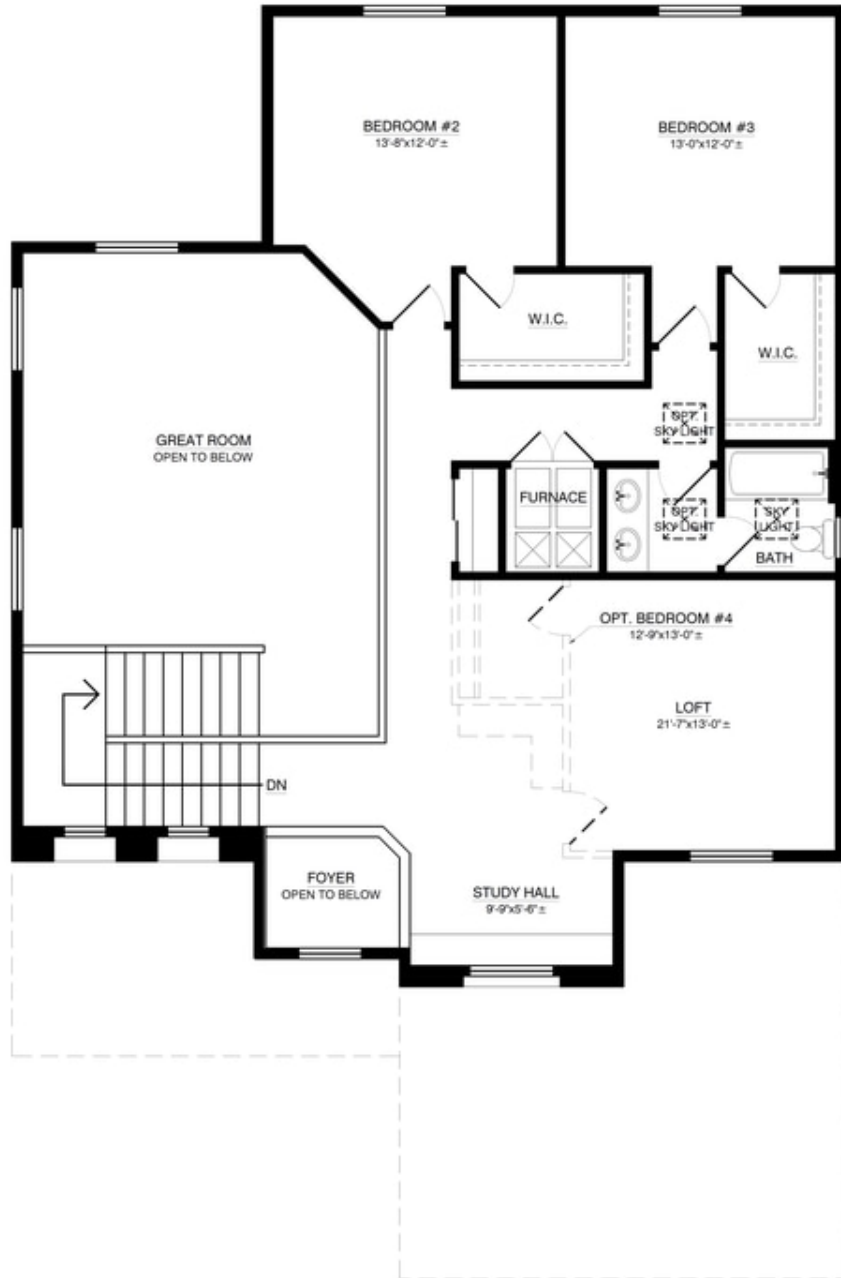 BEDROOM #2
13'-8"x12'-0"±
BEDROOM #3
13'-0"x12'-0"±
W.I.C.
W.I.C.
GREAT ROOM
OPEN TO BELOW
OPT.
SKY LIGHT
FURNACE
OPT.
SKY LIGHT
SKY
LIGHT
BATH
OPT. BEDROOM #4
12'-9"x13'-0"±
LOFT
21'-7"x13'-0"±
DN
FOYER
OPEN TO BELOW
STUDY HALL
9'-9"x5'-6"±